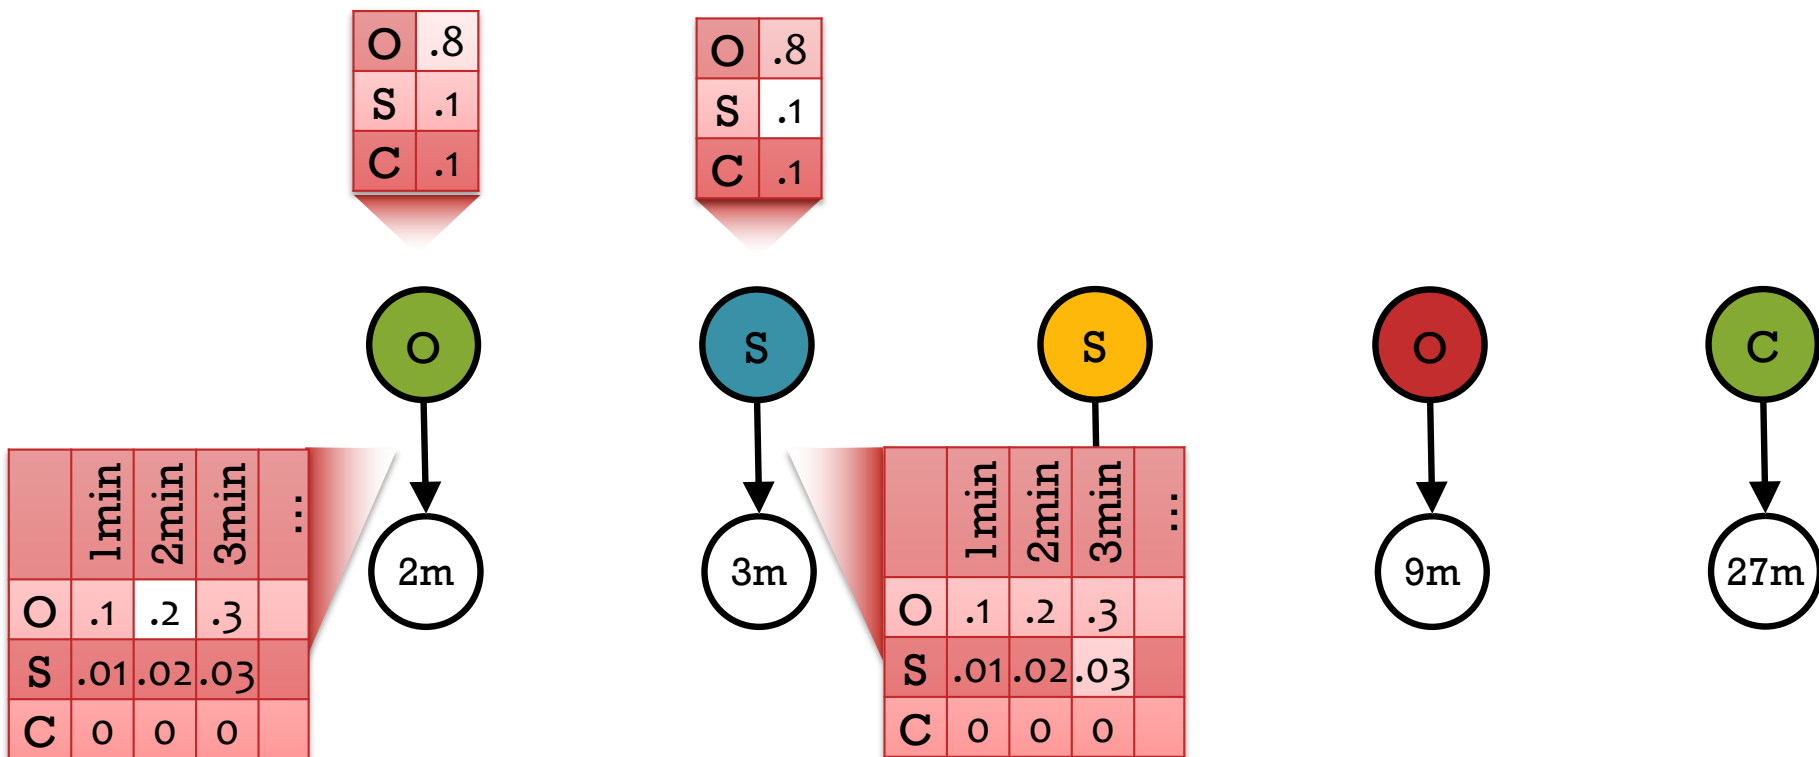 O .8
S .1
C .1
O .8
S .1
C .1
O S S O C
1min 2min 3min ...
O .1 .2 .3
S .01 .02 .03
C 0 0 0
2m
3m
1min 2min 3min ...
O .1 .2 .3
S .01 .02 .03
C 0 0 0
9m
27m